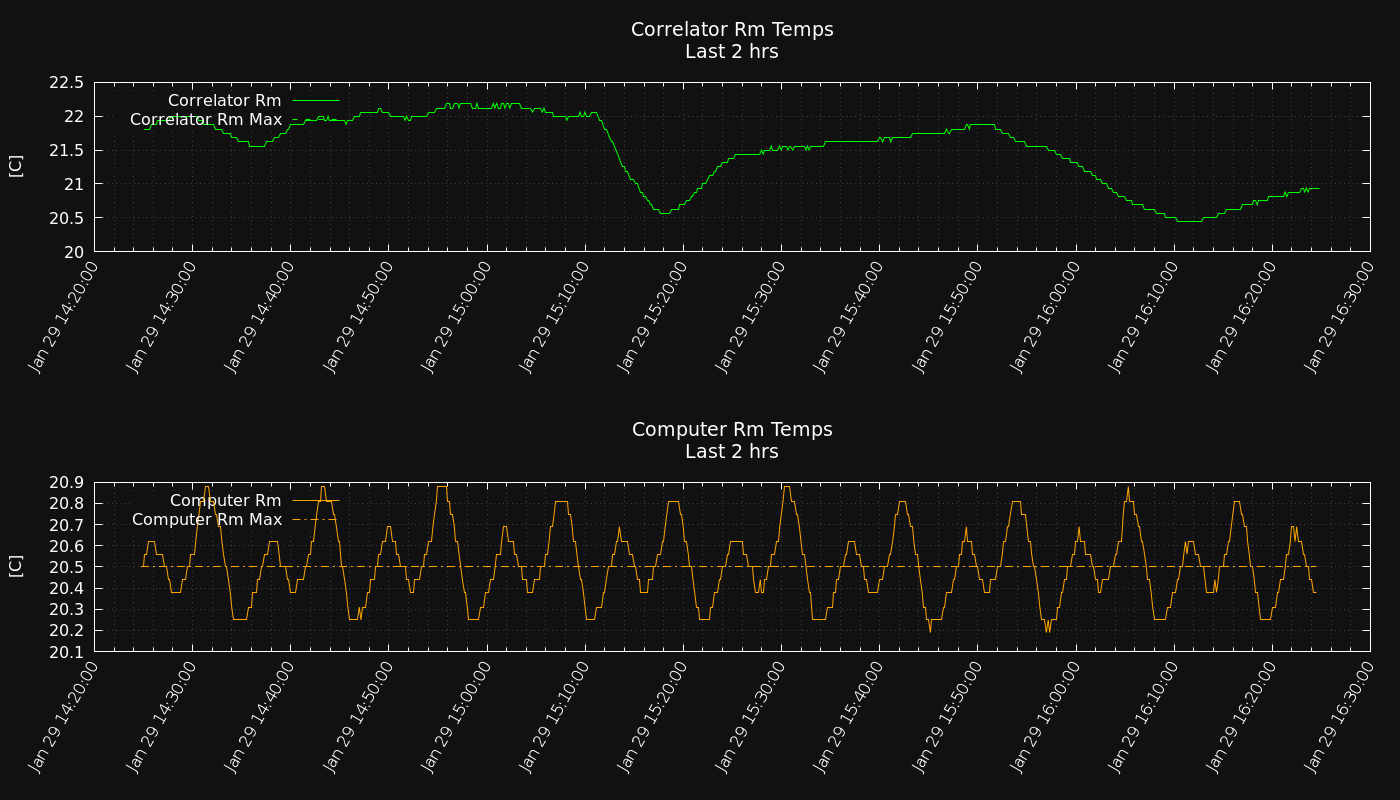 Correlator Rm Temps
Last 2 hrs
22.5
22
21.5
21
20.5
20
[C]
Correlator Rm
Correlator Rm Max
Jan 29 14:20:00
Jan 29 14:30:00
Jan 29 14:40:00
Jan 29 14:50:00
Jan 29 15:00:00
Jan 29 15:10:00
Jan 29 15:20:00
Jan 29 15:30:00
Jan 29 15:40:00
Jan 29 15:50:00
Jan 29 16:00:00
Jan 29 16:10:00
Jan 29 16:20:00
Jan 29 16:30:00
Computer Rm Temps
Last 2 hrs
20.9
20.8
20.7
20.6
20.5
20.4
20.3
20.2
20.1
[C]
Computer Rm
Computer Rm Max
Jan 29 14:20:00
Jan 29 14:30:00
Jan 29 14:40:00
Jan 29 14:50:00
Jan 29 15:00:00
Jan 29 15:10:00
Jan 29 15:20:00
Jan 29 15:30:00
Jan 29 15:40:00
Jan 29 15:50:00
Jan 29 16:00:00
Jan 29 16:10:00
Jan 29 16:20:00
Jan 29 16:30:00